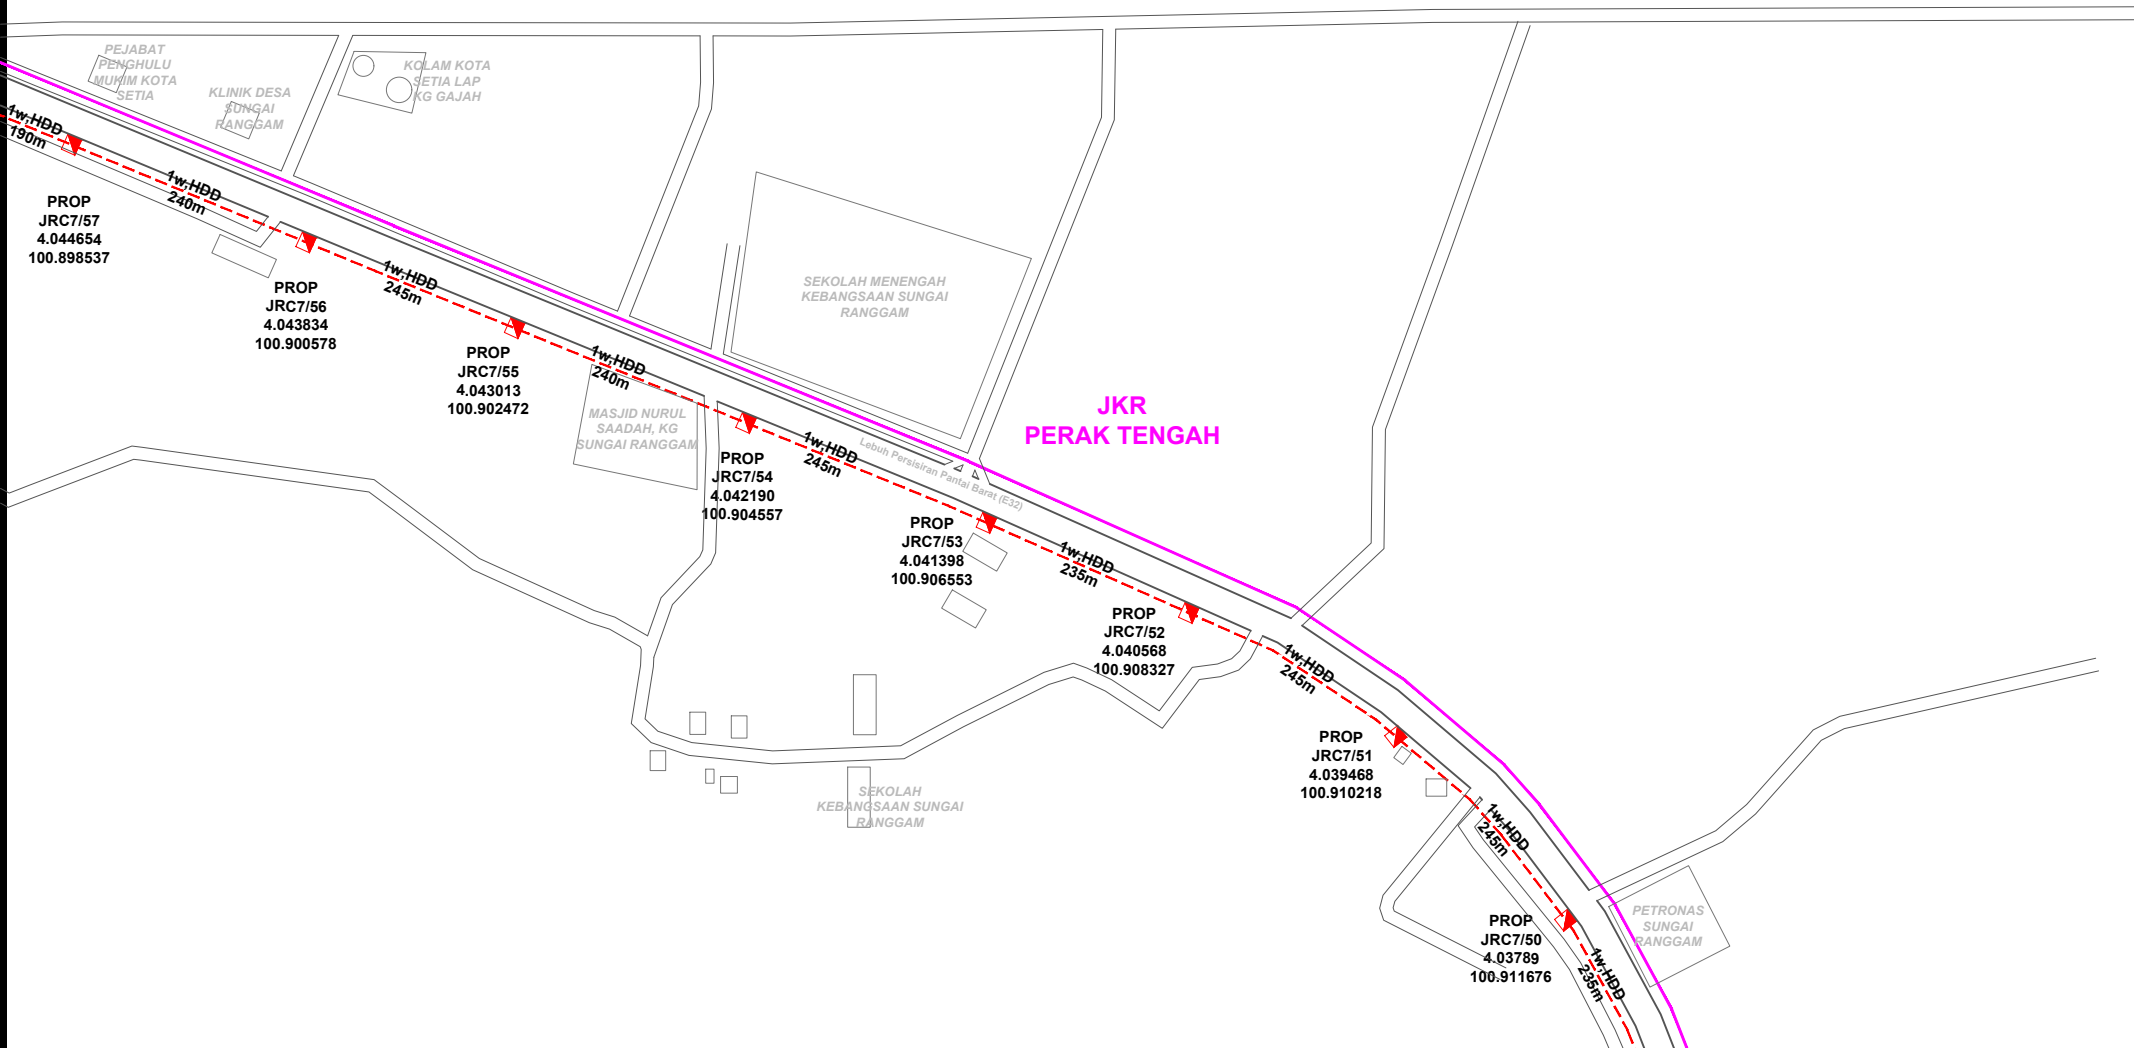 PEJABAT
PENGHULU
MUKIM KOTA
SETIA
KLINIK DESA
SUNGAI
RANGGAM
KOLAM KOTA
SETIA LAP
KG GAJAH
1w,HDD
190m
PROP
JRC7/57
4.044654
100.898537
1w,HDD
240m
PROP
JRC7/56
4.043834
100.900578
1w,HDD
245m
PROP
JRC7/55
4.043013
100.902472
1w,HDD
240m
MASJID NURUL
SAADAH, KG
SUNGAI RANGGAM
SEKOLAH MENENGAH
KEBANGSAAN SUNGAI
RANGGAM
PROP
JRC7/54
4.042190
100.904557
1w,HDD
245m
Lebuh Persisiran Pantai Barat (E32)
JKR
PERAK TENGAH
PROP
JRC7/53
4.041398
100.906553
1w,HDD
235m
PROP
JRC7/52
4.040568
100.908327
1w,HDD
245m
PROP
JRC7/51
4.039468
100.910218
SEKOLAH
KEBANGSAAN SUNGAI
RANGGAM
1w,HDD
245m
PROP
JRC7/50
4.03789
100.911676
1w,HDD
235m
PETRONAS
SUNGAI
RANGGAM